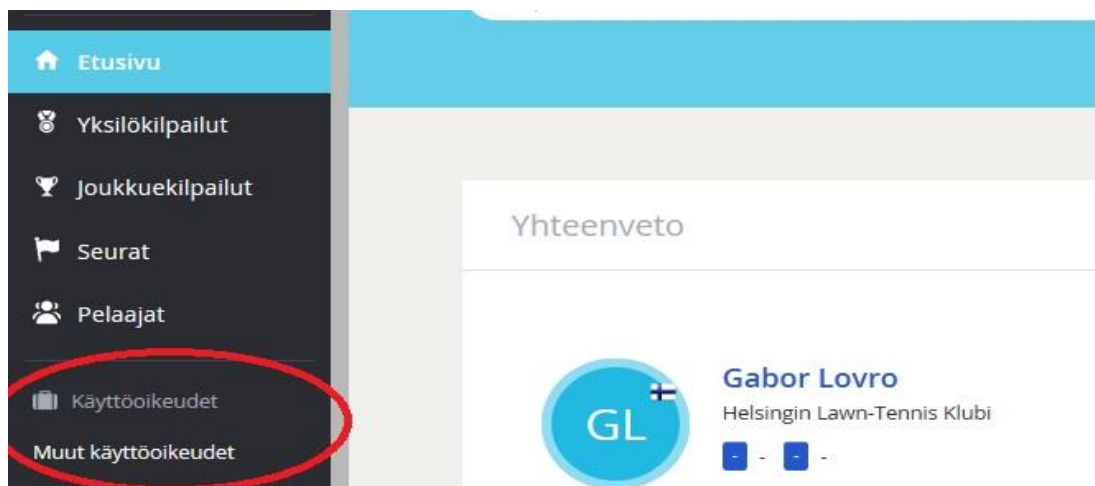 Etusivu
Yksilökilpailut
Joukkuekilpailut
Seurat
Pelaajat
Käyttöoikeudet
Muut käyttöoikeudet
Yhteenveto
GL
Gabor Lovro
Helsingin Lawn-Tennis Klubi
- - - -